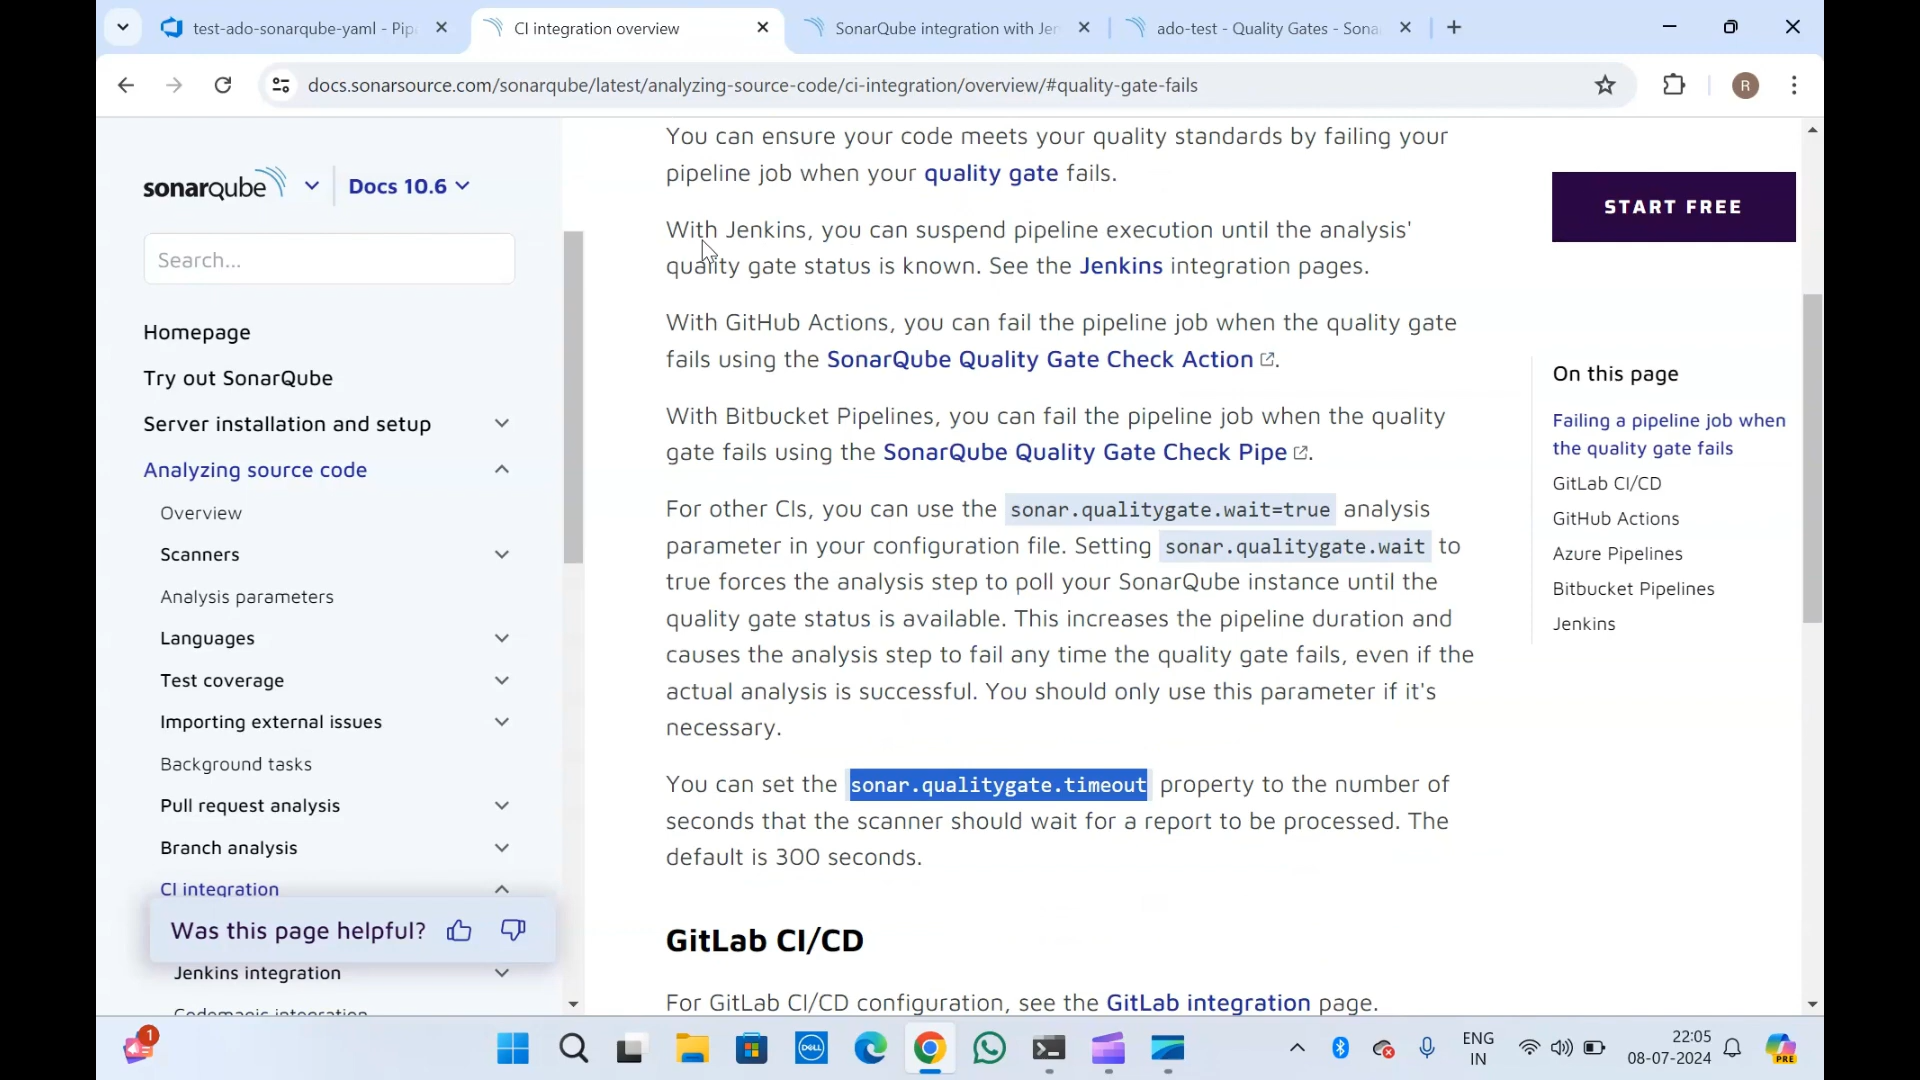 test-ado-sonarqube-yaml - Pip
CI integration overview
SonarQube integration with Jer
ado-test - Quality Gates - Sona
docs.sonarsource.com/sonarqube/latest/analyzing-source-code/ci-integration/overview/#quality-gate-fails
R
sonarqube
Docs 10.6
Search...
Homepage
Try out SonarQube
Server installation and setup
Analyzing source code
Overview
Scanners
Analysis parameters
Languages
Test coverage
Importing external issues
Background tasks
Pull request analysis
Branch analysis
CI integration
Was this page helpful?
Jenkins integration
Codemagic integration
You can ensure your code meets your quality standards by failing your
pipeline job when your quality gate fails.
With Jenkins, you can suspend pipeline execution until the analysis'
quality gate status is known. See the Jenkins integration pages.
With GitHub Actions, you can fail the pipeline job when the quality gate
fails using the SonarQube Quality Gate Check Action.
With Bitbucket Pipelines, you can fail the pipeline job when the quality
gate fails using the SonarQube Quality Gate Check Pipe.
For other CIs, you can use the sonar.qualitygate.wait=true analysis
parameter in your configuration file. Setting sonar.qualitygate.wait to
true forces the analysis step to poll your SonarQube instance until the
quality gate status is available. This increases the pipeline duration and
causes the analysis step to fail any time the quality gate fails, even if the
actual analysis is successful. You should only use this parameter if it's
necessary.
You can set the sonar.qualitygate.timeout property to the number of
seconds that the scanner should wait for a report to be processed. The
default is 300 seconds.
GitLab CI/CD
For GitLab CI/CD configuration, see the GitLab integration page.
START FREE
On this page
Failing a pipeline job when
the quality gate fails
GitLab CI/CD
GitHub Actions
Azure Pipelines
Bitbucket Pipelines
Jenkins
1
DELL
ENG
IN
22:05
08-07-2024
PRE